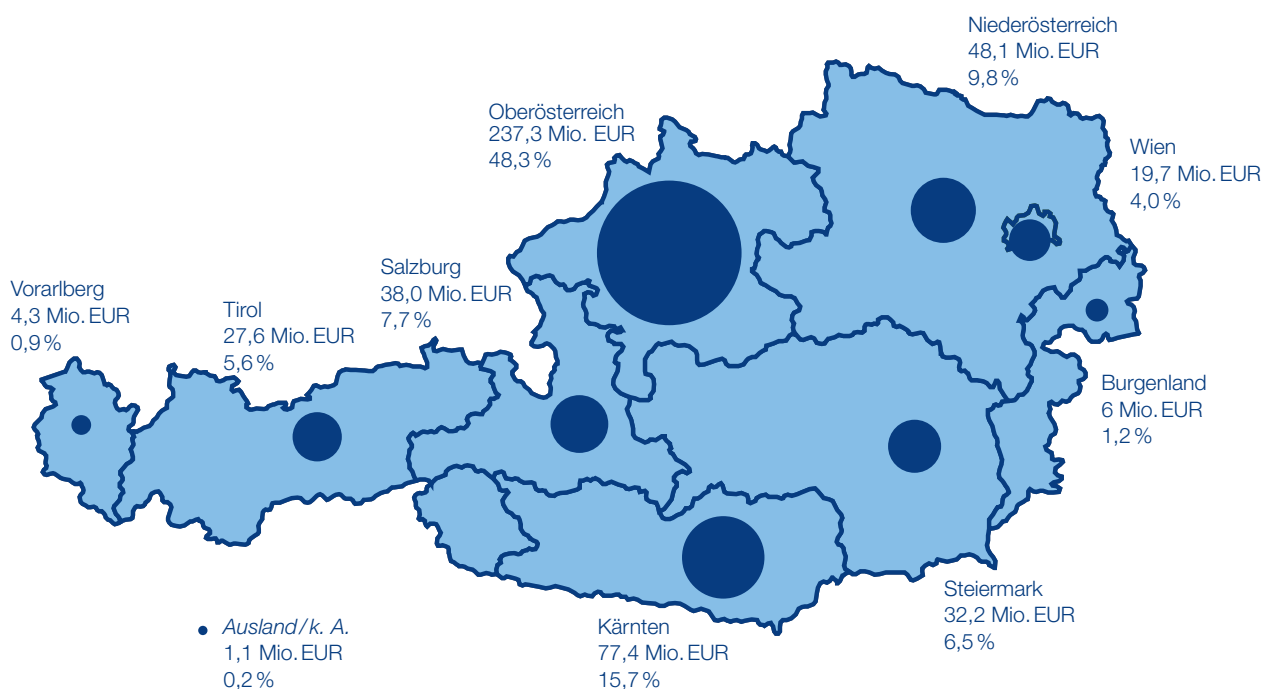 Niederösterreich
48,1 Mio. EUR
9,8 %
Oberösterreich
237,3 Mio. EUR
48,3 %
Wien
19,7 Mio. EUR
4,0 %
Salzburg
38,0 Mio. EUR
7,7 %
Vorarlberg
4,3 Mio. EUR
0,9 %
Tirol
27,6 Mio. EUR
5,6 %
Burgenland
6 Mio. EUR
1,2 %
Steiermark
32,2 Mio. EUR
6,5 %
Ausland / k. A.
1,1 Mio. EUR
0,2 %
Kärnten
77,4 Mio. EUR
15,7 %